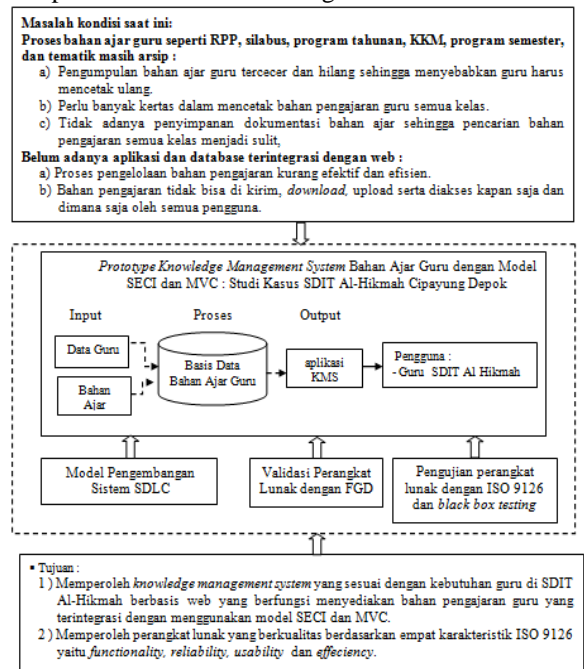 Masalah kondisi saat ini:
Proses bahan ajar guru seperti RPP, silabus, program tahunan, KKM, program semester,
dan tematik masih arsip :
a) Pengumpulan bahan ajar guru tercecer dan hilang sehingga menyebabkan guru harus
mencetak ulang.
b) Perlu banyak kertas dalam mencetak bahan pengajaran guru semua kelas.
c) Tidak adanya penyimpanan dokumentasi bahan ajar sehingga pencarian bahan
pengajaran semua kelas menjadi sulit,
Belum adanya aplikasi dan database terintegrasi dengan web :
a) Proses pengelolaan bahan pengajaran kurang efektif dan efisien.
b) Bahan pengajaran tidak bisa di kirim, download, upload serta diakses kapan saja dan
dimana saja oleh semua pengguna.
Prototype Knowledge Management System Bahan Ajar Guru dengan Model
SECI dan MVC : Studi Kasus SDIT Al-Hikmah Cipayung Depok
Input
Proses
Output
Data Guru
Bahan
Ajar
Basis Data
Bahan Ajar Guru
aplikasi
KMS
Pengguna :
- Guru SDIT Al Hikmah
Model Pengembangan
Sistem SDLC
Validasi Perangkat
Lunak dengan FGD
Pengujian perangkat
lunak dengan ISO 9126
dan black box testing
▪ Tujuan :
1 ) Memperoleh knowledge management system yang sesuai dengan kebutuhan guru di SDIT
Al-Hikmah berbasis web yang berfungsi menyediakan bahan pengajaran guru yang
terintegrasi dengan menggunakan model SECI dan MVC.
2 ) Memperoleh perangkat lunak yang berkualitas berdasarkan empat karakteristik ISO 9126
yaitu functionality, reliability, usability dan effeciency.